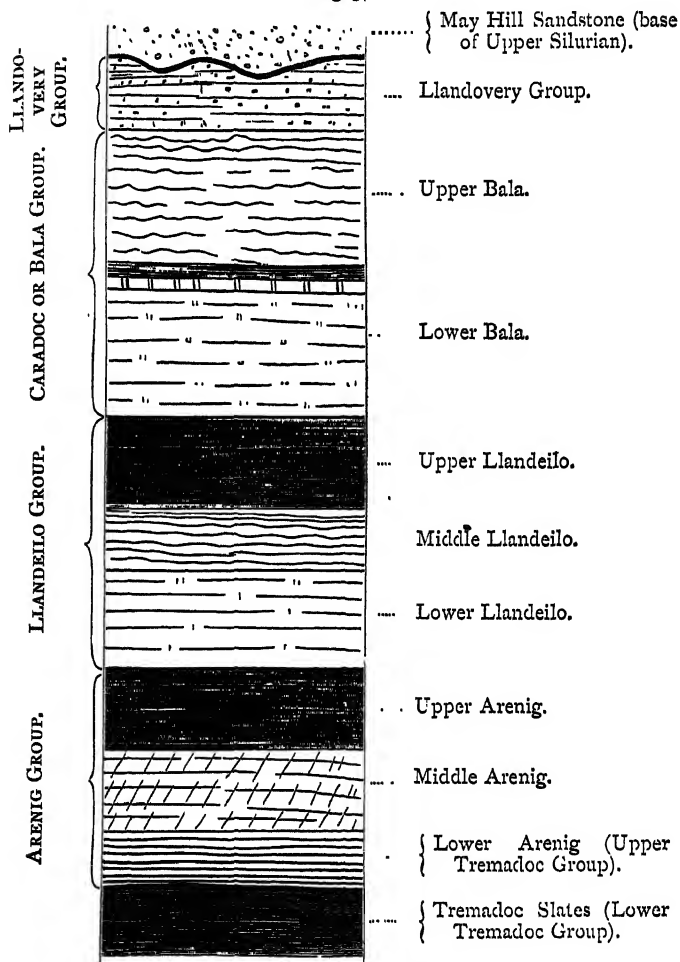 May Hill Sandstone (base
of Upper Silurian).
LLANDO-
VERY
GROUP.
Llandovery Group.
CARADOC OR BALA GROUP.
Upper Bala.
Lower Bala.
LLANDEILO GROUP.
Upper Llandeilo.
Middle Llandeilo.
Lower Llandeilo.
ARENIG GROUP.
Upper Arenig.
Middle Arenig.
Lower Arenig (Upper
Tremadoc Group).
Tremadoc Slates (Lower
Tremadoc Group).